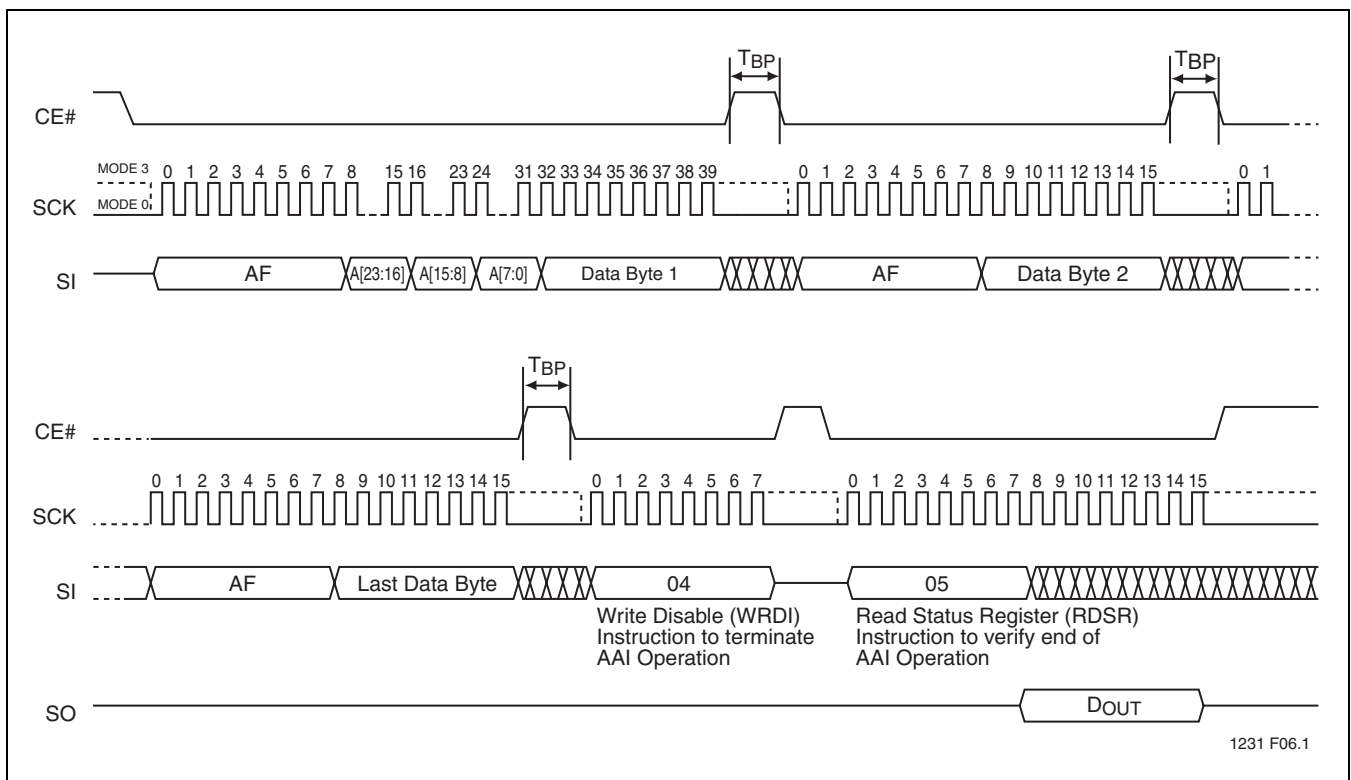 TBP TBP
CE#
MODE 3 0 1 2 3 4 5 6 7 8 15 16 23 24 31 32 33 34 35 36 37 38 39 0 1 2 3 4 5 6 7 8 9 10 11 12 13 14 15 0 1
SCK MODE 0
SI AF A[23:16] A[15:8] A[7:0] Data Byte 1 AF Data Byte 2
TBP
CE#
0 1 2 3 4 5 6 7 8 9 10 11 12 13 14 15 0 1 2 3 4 5 6 7 0 1 2 3 4 5 6 7 8 9 10 11 12 13 14 15
SCK
SI AF Last Data Byte 04 05
Write Disable (WRDI)
Instruction to terminate
AAI Operation
Read Status Register (RDSR)
Instruction to verify end of
AAI Operation
SO DOUT
1231 F06.1